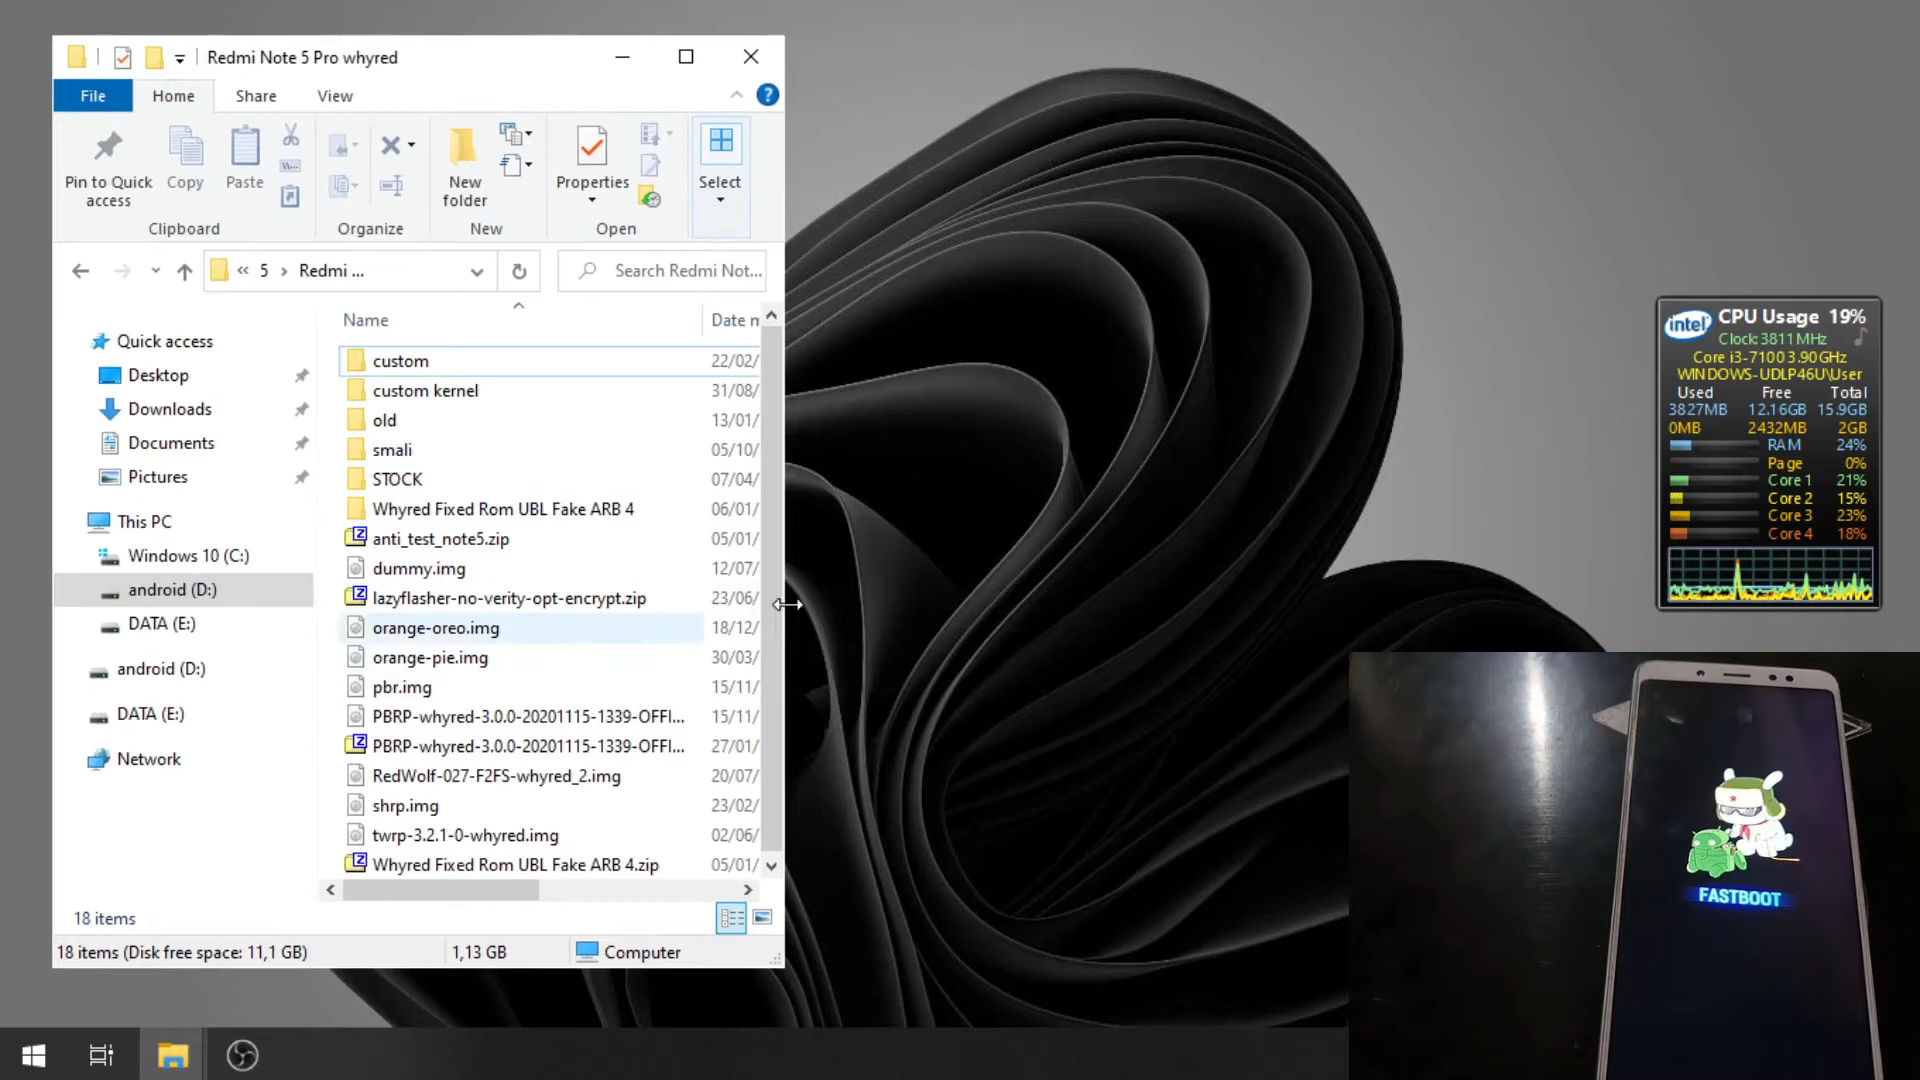 Redmi Note 5 Pro whyred
File Home Share View
Pin to Quick access
Copy
Paste
New folder
Properties
Select
Clipboard Organize New Open
« 5 › Redmi ...
Search Redmi Not...
Quick access
Desktop
Downloads
Documents
Pictures
This PC
Windows 10 (C:)
android (D:)
DATA (E:)
android (D:)
DATA (E:)
Network
Name Date m
custom 22/02/
custom kernel 31/08/
old 13/01/
smali 05/10/
STOCK 07/04/
Whyred Fixed Rom UBL Fake ARB 4 06/01/
anti_test_note5.zip 05/01/
dummy.img 12/07/
lazyflasher-no-verity-opt-encrypt.zip 23/06/
orange-oreo.img 18/12/
orange-pie.img 30/03/
pbr.img 15/11/
PBRP-whyred-3.0.0-20201115-1339-OFFI... 15/11/
PBRP-whyred-3.0.0-20201115-1339-OFFI... 27/01/
RedWolf-027-F2FS-whyred_2.img 20/07/
shrp.img 23/02/
twrp-3.2.1-0-whyred.img 02/06/
Whyred Fixed Rom UBL Fake ARB 4.zip 05/01/
18 items
18 items (Disk free space: 11,1 GB) 1,13 GB Computer
intel CPU Usage 19%
Clock: 3811 MHz
Core i3-7100 3.90GHz
WINDOWS-UDLP46U\User
Used Free Total
3827MB 12.16GB 15.9GB
0MB 2432MB 2GB
RAM 24%
Page 0%
Core 1 21%
Core 2 15%
Core 3 23%
Core 4 18%
FASTBOOT